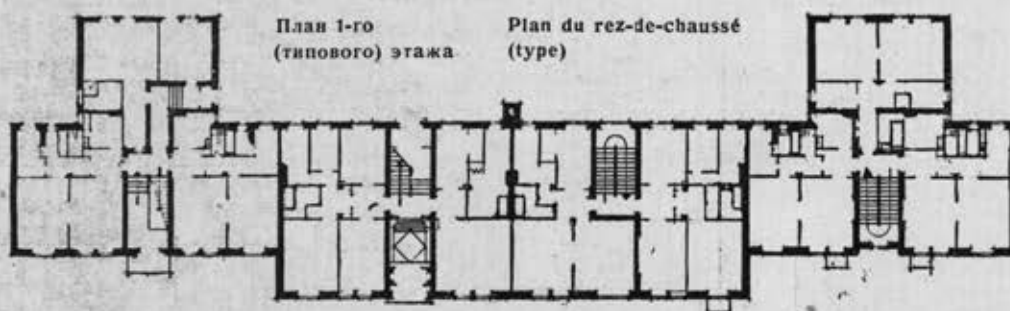 План 1-го
(типового) этажа
Plan du rez-de-chaussé
(type)